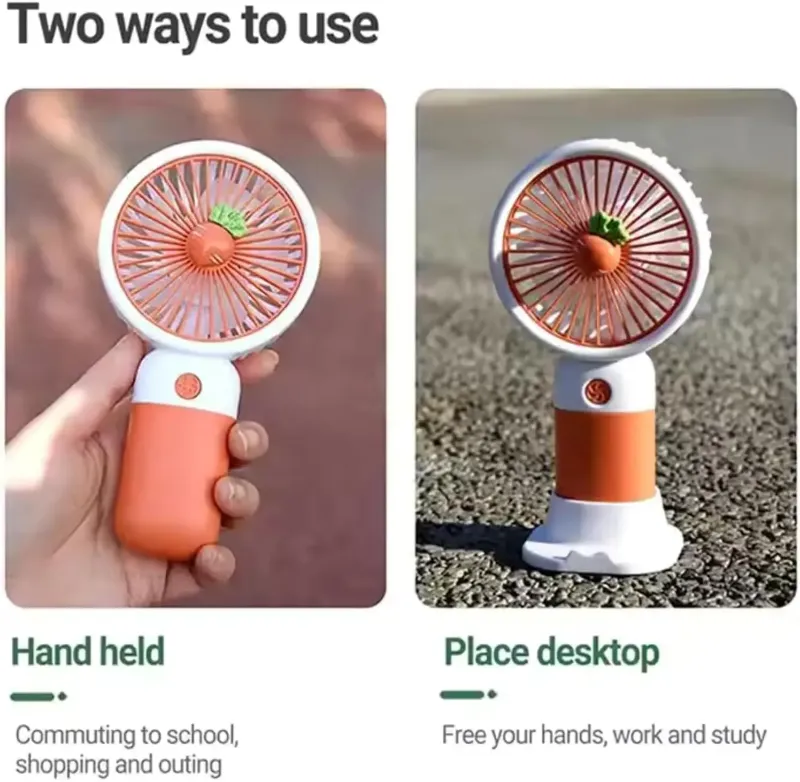 Two ways to use
Hand held
Commuting to school,
shopping and outing
Place desktop
Free your hands, work and study